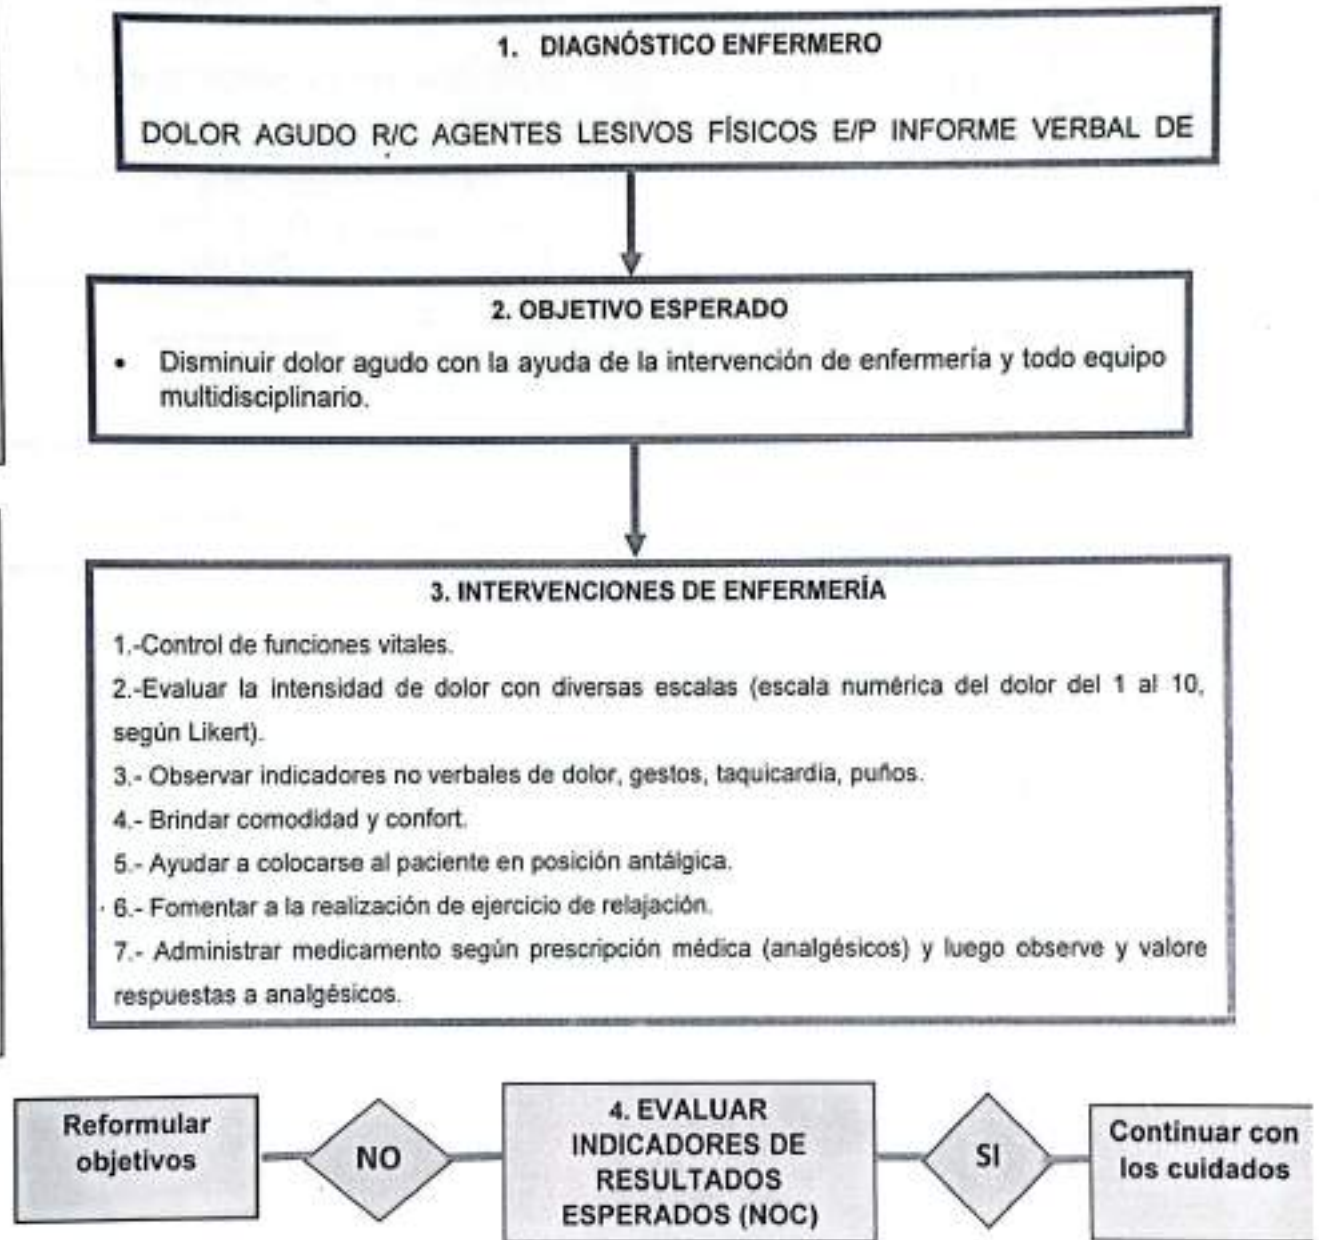 1. DIAGNÓSTICO ENFERMERO
DOLOR AGUDO R/C AGENTES LESIVOS FÍSICOS E/P INFORME VERBAL DE
2. OBJETIVO ESPERADO
• Disminuir dolor agudo con la ayuda de la intervención de enfermería y todo equipo
multidisciplinario.
3. INTERVENCIONES DE ENFERMERÍA
1.-Control de funciones vitales.
2.-Evaluar la intensidad de dolor con diversas escalas (escala numérica del dolor del 1 al 10,
según Likert).
3.- Observar indicadores no verbales de dolor, gestos, taquicardia, puños.
4.- Brindar comodidad y confort.
5.- Ayudar a colocarse al paciente en posición antálgica.
6.- Fomentar a la realización de ejercicio de relajación.
7.- Administrar medicamento según prescripción médica (analgésicos) y luego observe y valore
respuestas a analgésicos.
Reformular
objetivos
NO
4. EVALUAR
INDICADORES DE
RESULTADOS
ESPERADOS (NOC)
SI
Continuar con
los cuidados